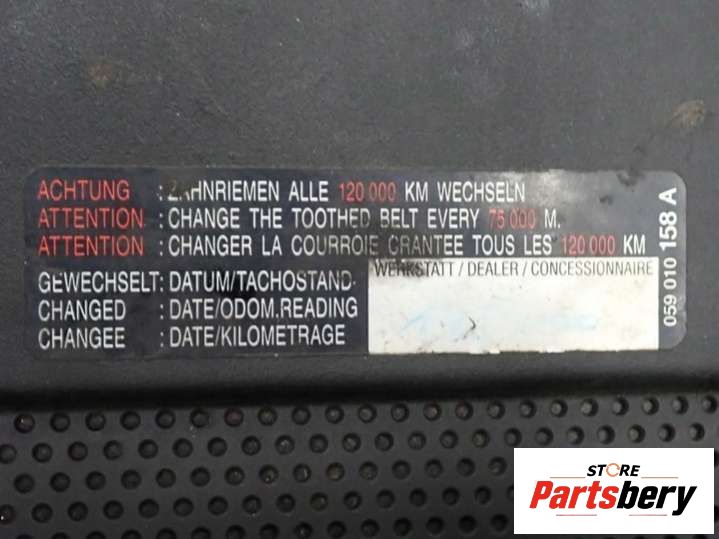 ACHTUNG : ZAHNRIEMEN ALLE 120 000 KM WECHSELN
ATTENTION : CHANGE THE TOOTHED BELT EVERY 75 000 M.
ATTENTION : CHANGER LA COURROIE CRANTEE TOUS LES 120 000 KM
GEWECHSELT: DATUM/TACHOSTAND
CHANGED : DATE/ODOM.READING
CHANGEE : DATE/KILOMETRAGE
WERKSTATT / DEALER / CONCESSIONNAIRE
059 010 158 A
STORE
Partsbery